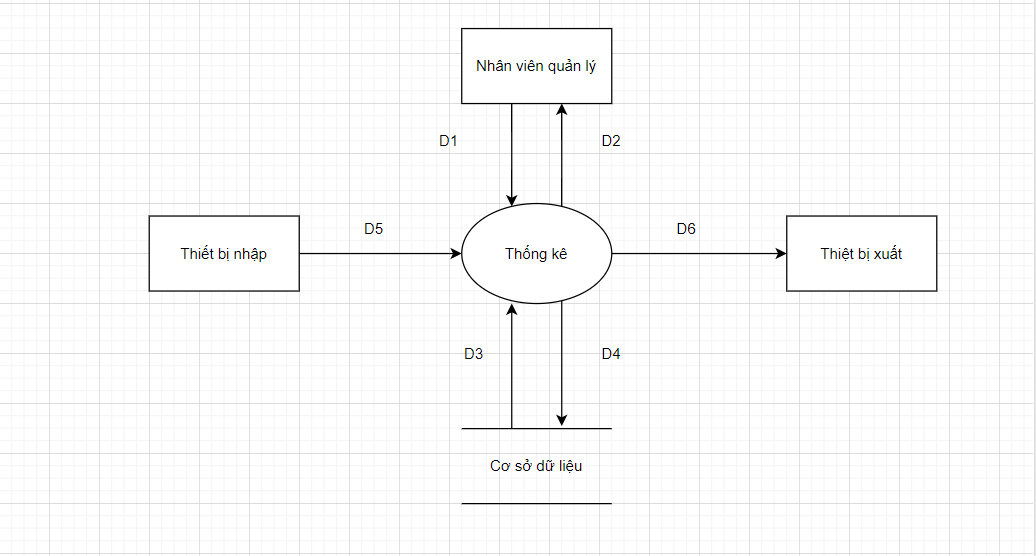 Nhân viên quản lý
D1
D2
D5
D6
Thiết bị nhập
Thống kê
Thiệt bị xuất
D3
D4
Cơ sở dữ liệu